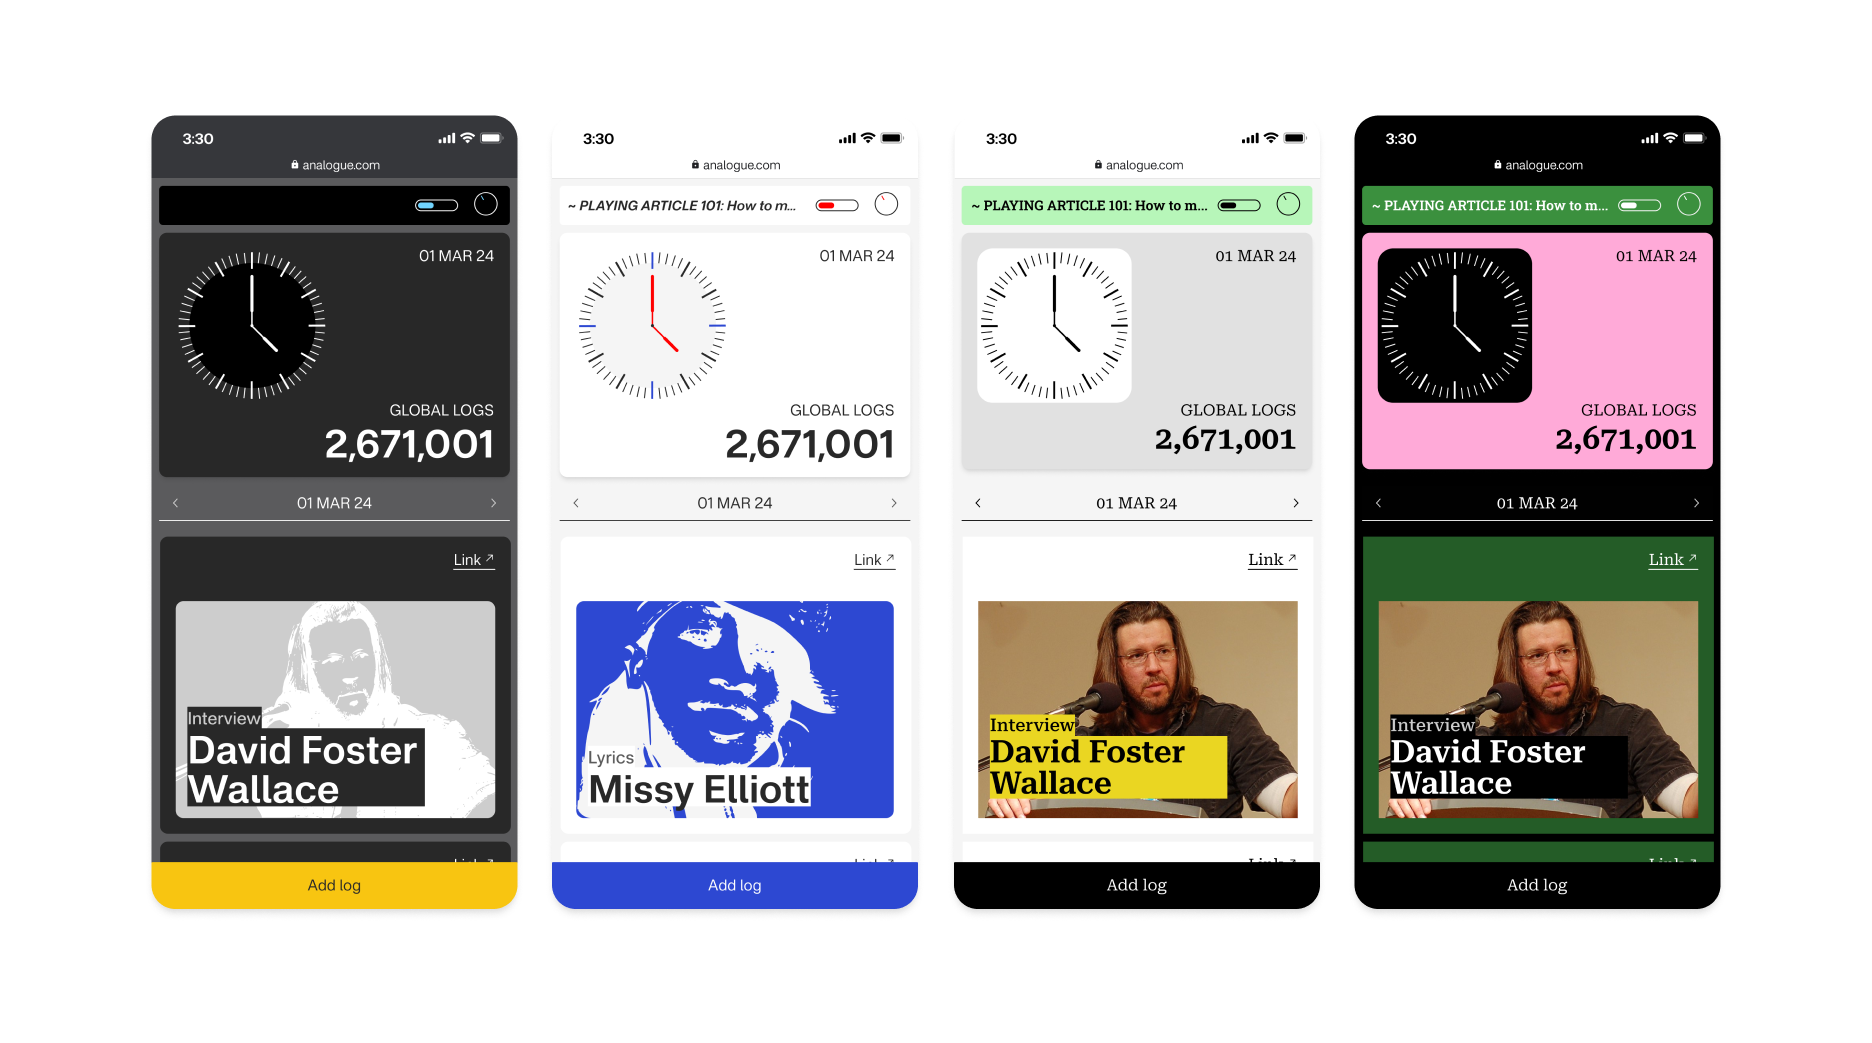 3:30
analogue.com
01 MAR 24
GLOBAL LOGS
2,671,001
01 MAR 24
Link ↗
Interview
David Foster
Wallace
Link ↗
Add log
3:30
analogue.com
~ PLAYING ARTICLE 101: How to m...
01 MAR 24
GLOBAL LOGS
2,671,001
01 MAR 24
Link ↗
Lyrics
Missy Elliott
Link ↗
Add log
3:30
analogue.com
~ PLAYING ARTICLE 101: How to m...
01 MAR 24
GLOBAL LOGS
2,671,001
01 MAR 24
Link ↗
Interview
David Foster
Wallace
Link ↗
Add log
3:30
analogue.com
~ PLAYING ARTICLE 101: How to m...
01 MAR 24
GLOBAL LOGS
2,671,001
01 MAR 24
Link ↗
Interview
David Foster
Wallace
Link ↗
Add log